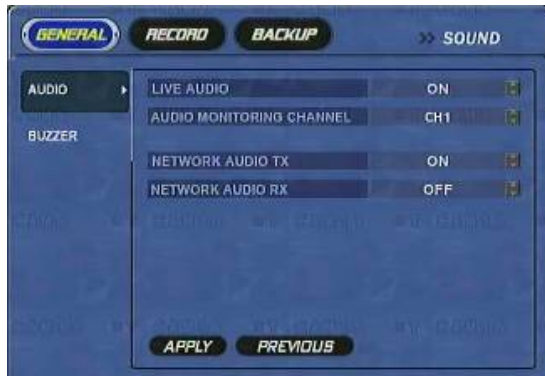 GENERAL RECORD BACKUP >> SOUND
AUDIO
BUZZER
LIVE AUDIO ON
AUDIO MONITORING CHANNEL CH1
NETWORK AUDIO TX ON
NETWORK AUDIO RX OFF
APPLY PREVIOUS